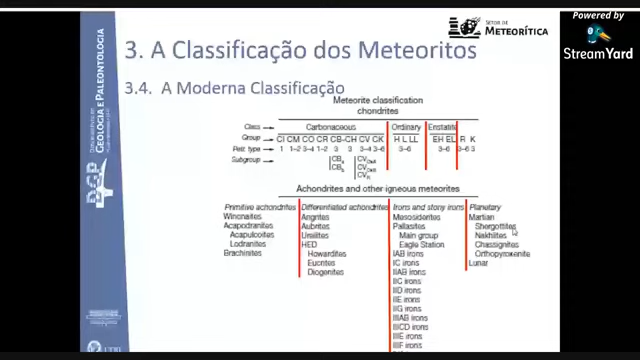 Powered by
StreamYard
SETOR DE
METEORÍTICA
DGP
GEOLOGIA E PALEONTOLOGIA
3. A Classificação dos Meteoritos
3.4. A Moderna Classificação
Meteorite classification
chondrites
Class Carbonaceous Ordinary Enstatite
Group CI CM CO CR CB-CH CV CK H L LL EH EL R K
Petr. type 1 1-2 3-4 1-2 3 3 3-4 3-6 3-6 3-6 3-6 3
Subgroup
Achondrites and other igneous meteorites
Primitive achondrites Differentiated achondrites Irons and stony irons Planetary
Winonaites Angrites Mesosiderites Martian
Acapodranites Aubrites Pallasites Shergottites
Acapulcoites Ureilites Main group Nakhlites
Lodranites HED Eagle Station Chassignites
Brachinites Howardites IAB irons Orthopyroxenite
Eucrites IC irons Lunar
Diogenites IIAB irons
IIC irons
IID irons
IIE irons
IIG irons
IIIAB irons
IIICD irons
IIIE irons
IIIF irons